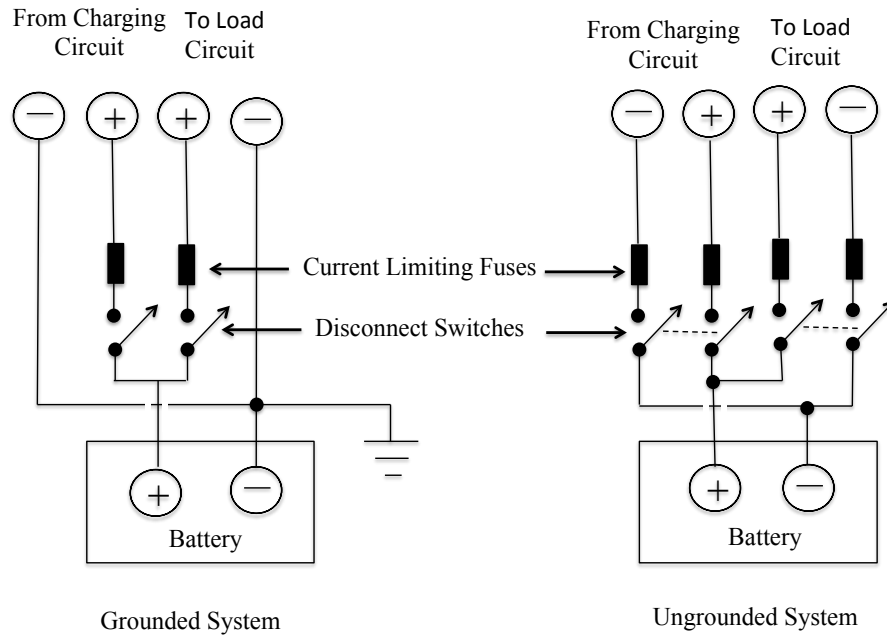 From Charging
Circuit
To Load
Circuit
From Charging
Circuit
To Load
Circuit
— + + —
— + + —
Current Limiting Fuses
Disconnect Switches
+ —
Battery
+ —
Battery
Grounded System
Ungrounded System